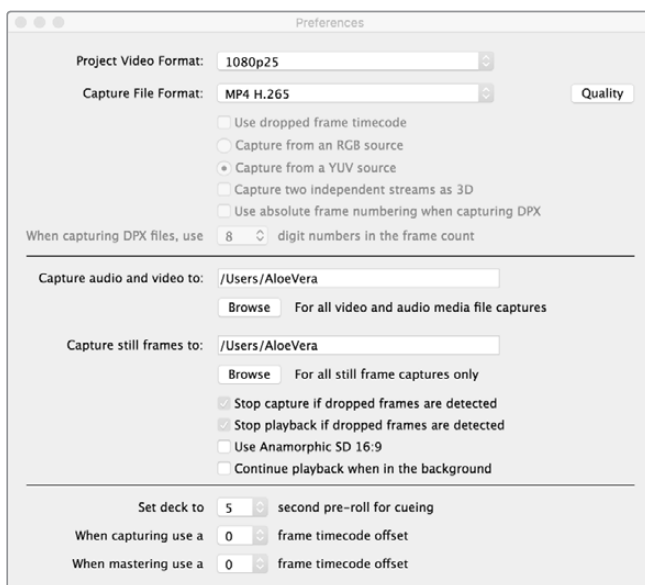 Preferences
Project Video Format: 1080p25
Capture File Format: MP4 H.265 Quality
Use dropped frame timecode
Capture from an RGB source
Capture from a YUV source
Capture two independent streams as 3D
Use absolute frame numbering when capturing DPX
When capturing DPX files, use 8 digit numbers in the frame count
Capture audio and video to: /Users/AloeVera
Browse For all video and audio media file captures
Capture still frames to: /Users/AloeVera
Browse For all still frame captures only
Stop capture if dropped frames are detected
Stop playback if dropped frames are detected
Use Anamorphic SD 16:9
Continue playback when in the background
Set deck to 5 second pre-roll for cueing
When capturing use a 0 frame timecode offset
When mastering use a 0 frame timecode offset